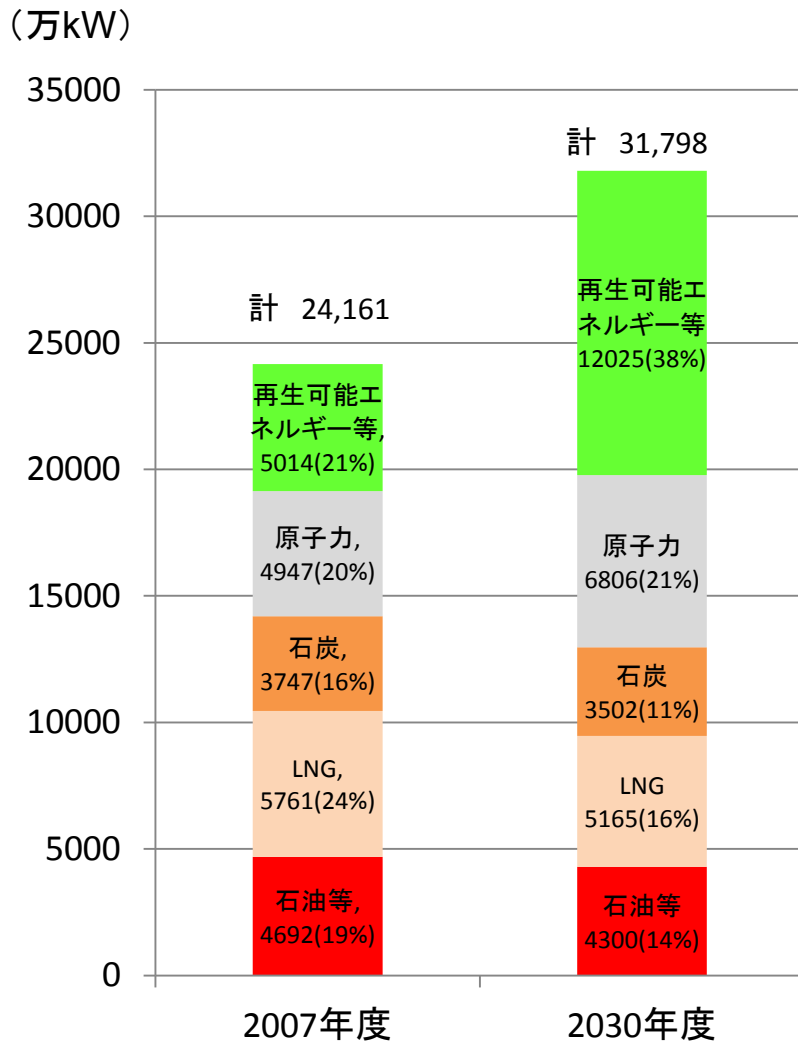 （万kW）
35000
30000
25000
20000
15000
10000
5000
0
計 24,161
再生可能エ
ネルギー等,
5014(21%)
原子力,
4947(20%)
石炭,
3747(16%)
LNG,
5761(24%)
石油等,
4692(19%)
2007年度
計 31,798
再生可能エ
ネルギー等
12025(38%)
原子力
6806(21%)
石炭
3502(11%)
LNG
5165(16%)
石油等
4300(14%)
2030年度